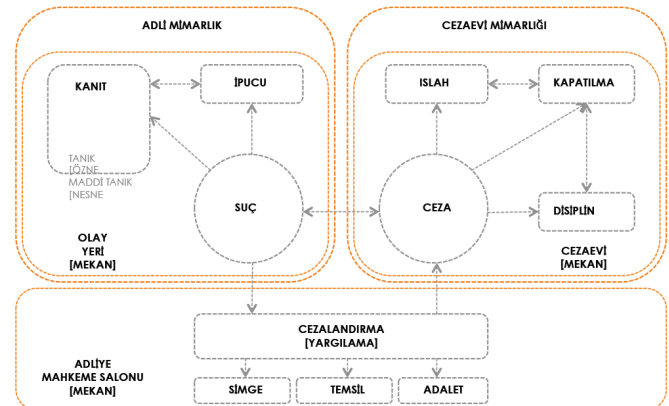 ADLİ MİMARLIK
CEZAEVİ MİMARLIĞI
KANIT
İPUCU
ISLAH
KAPATILMA
TANIK
[ÖZNE
MADDİ TANIK
[NESNE
SUÇ
CEZA
DİSİPLİN
OLAY
YERİ
[MEKAN]
CEZAEVİ
[MEKAN]
CEZALANDIRMA
[YARGILAMA]
ADLİYE
MAHKEME SALONU
[MEKAN]
SİMGE
TEMSİL
ADALET